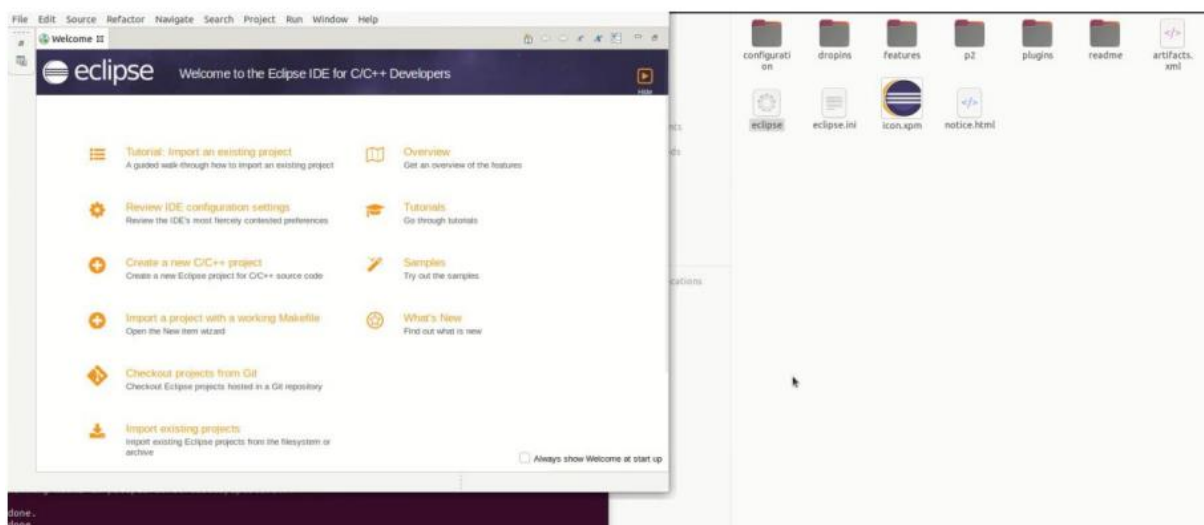 File Edit Source Refactor Navigate Search Project Run Window Help
Welcome
eclipse
Welcome to the Eclipse IDE for C/C++ Developers
Hide
Tutorial: Import an existing project
A guided walk-through how to import an existing project
Overview
Get an overview of the features
Review IDE configuration settings
Review the IDE's most fiercely contested preferences
Tutorials
Go through tutorials
Create a new C/C++ project
Create a new Eclipse project for C/C++ source code
Samples
Try out the samples
Import a project with a working Makefile
Open the New item wizard
What's New
Find out what is new
Checkout projects from Git
Checkout Eclipse projects hosted in a Git repository
Import existing projects
Import existing Eclipse projects from the filesystem or
archive
Always show Welcome at start up
done.
done
nts
ds
cations
configurati
on
dropins
features
p2
plugins
readme
artifacts.
xml
eclipse
eclipse.ini
icon.xpm
notice.html